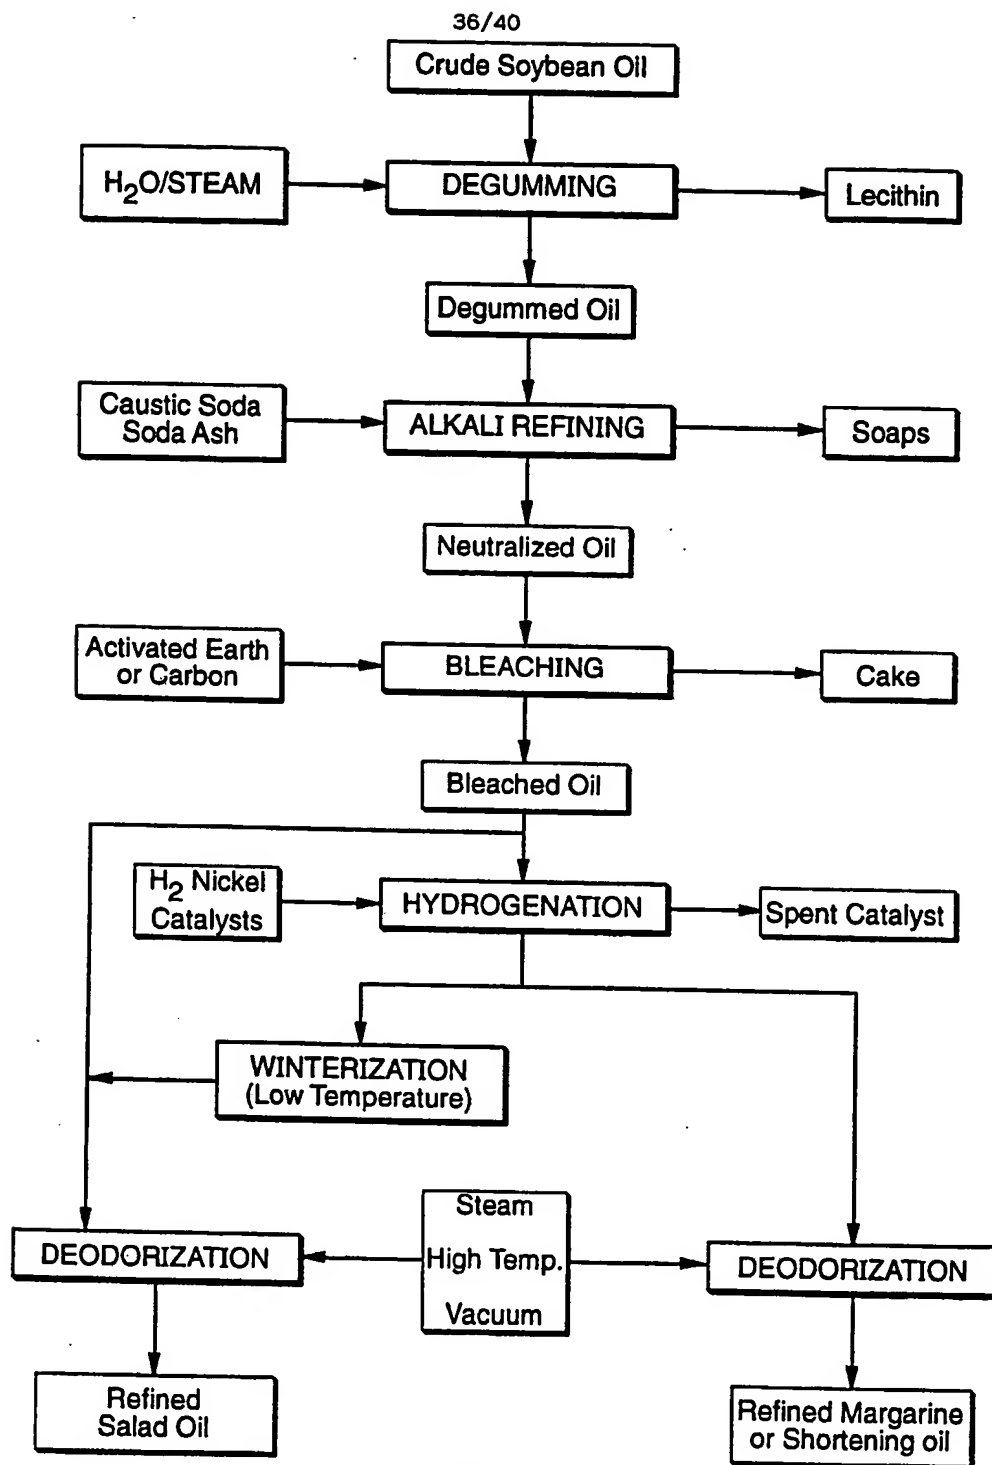 36/40
Crude Soybean Oil
H₂O/STEAM
DEGUMMING
Lecithin
Degummed Oil
Caustic Soda
Soda Ash
ALKALI REFINING
Soaps
Neutralized Oil
Activated Earth
or Carbon
BLEACHING
Cake
Bleached Oil
H₂ Nickel
Catalysts
HYDROGENATION
Spent Catalyst
WINTERIZATION
(Low Temperature)
Steam
High Temp.
Vacuum
DEODORIZATION
DEODORIZATION
Refined
Salad Oil
Refined Margarine
or Shortening oil